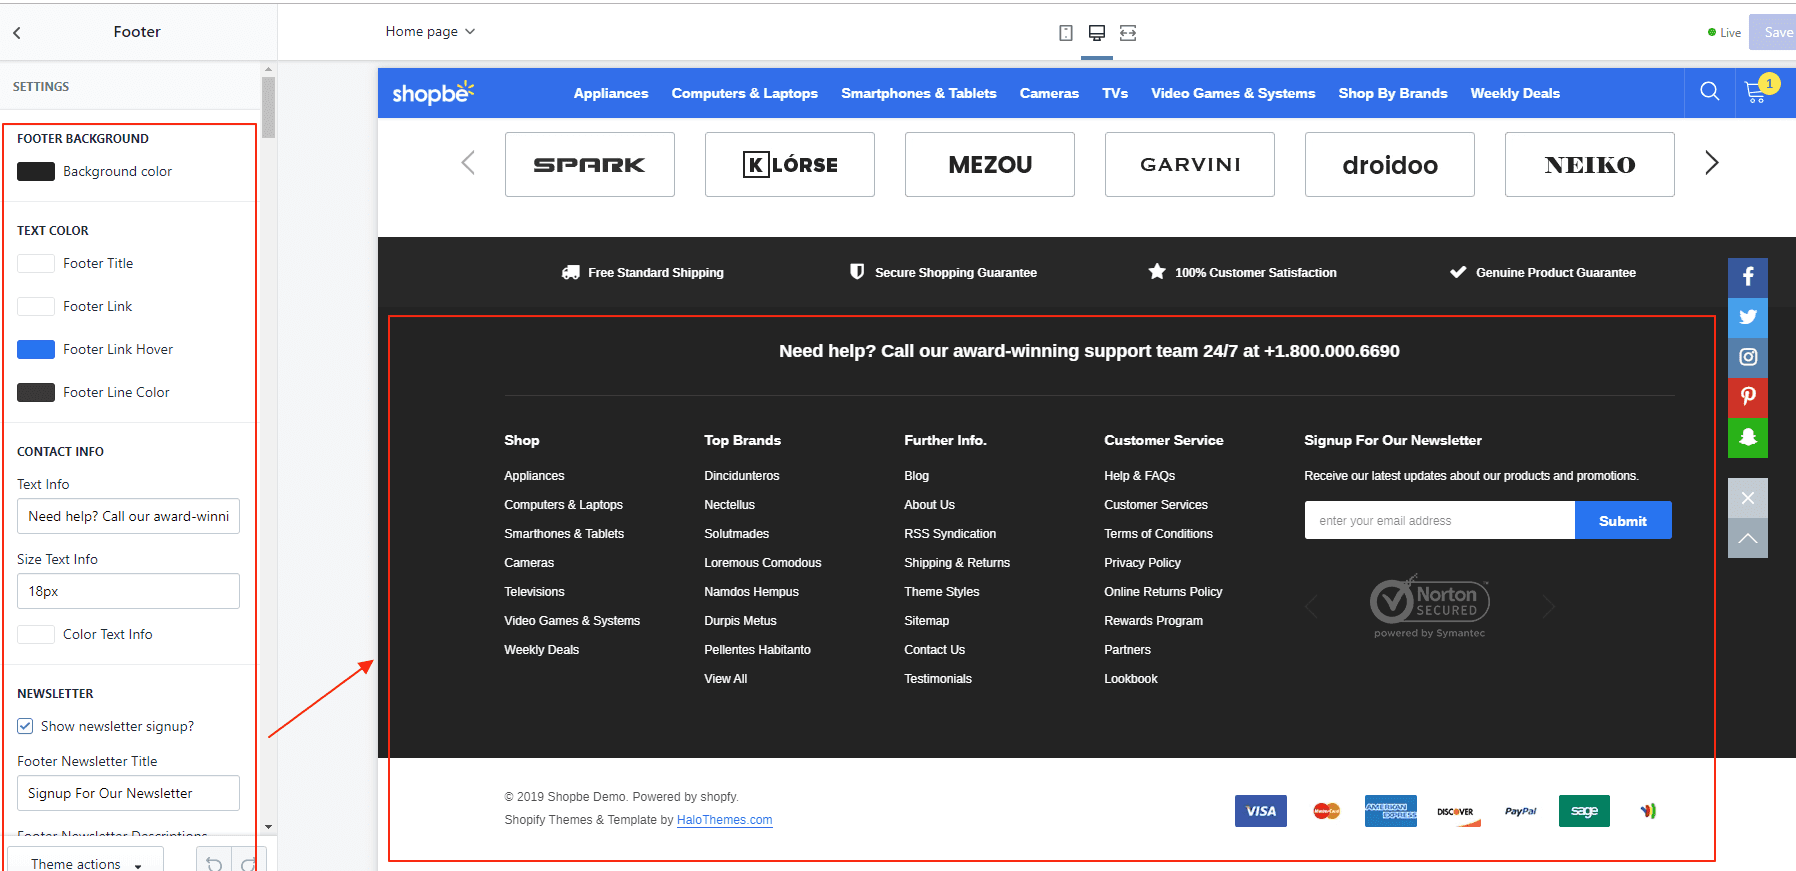 Footer
Home page
Live
Save
SETTINGS
FOOTER BACKGROUND
Background color
TEXT COLOR
Footer Title
Footer Link
Footer Link Hover
Footer Line Color
CONTACT INFO
Text Info
Need help? Call our award-winni
Size Text Info
18px
Color Text Info
NEWSLETTER
Show newsletter signup?
Footer Newsletter Title
Signup For Our Newsletter
Footer Newsletter Descriptions
Theme actions
shopbe
Appliances Computers & Laptops Smartphones & Tablets Cameras TVs Video Games & Systems Shop By Brands Weekly Deals
1
SPARK
K LÓRSE
MEZOU
GARVINI
droidoo
NEIKO
Free Standard Shipping
Secure Shopping Guarantee
100% Customer Satisfaction
Genuine Product Guarantee
Need help? Call our award-winning support team 24/7 at +1.800.000.6690
Shop
Appliances
Computers & Laptops
Smarthones & Tablets
Cameras
Televisions
Video Games & Systems
Weekly Deals
Top Brands
Dincidunteros
Nectellus
Solutmades
Loremous Comodous
Namdos Hempus
Durpis Metus
Pellentes Habitanto
View All
Further Info.
Blog
About Us
RSS Syndication
Shipping & Returns
Theme Styles
Sitemap
Contact Us
Testimonials
Customer Service
Help & FAQs
Customer Services
Terms of Conditions
Privacy Policy
Online Returns Policy
Rewards Program
Partners
Lookbook
Signup For Our Newsletter
Receive our latest updates about our products and promotions.
enter your email address
Submit
Norton
SECURED
powered by Symantec
© 2019 Shopbe Demo. Powered by shopfy.
Shopify Themes & Template by HaloThemes.com
VISA
MasterCard
AMERICAN EXPRESS
DISCOVER
PayPal
sage